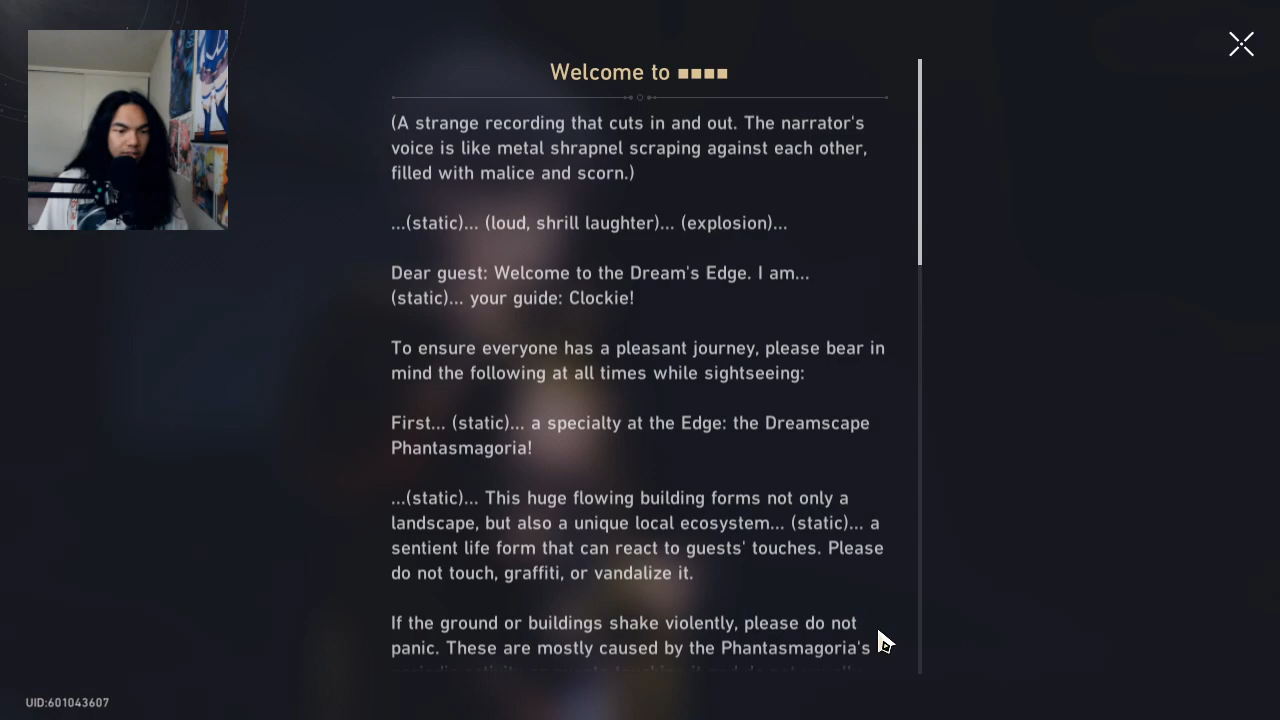 Welcome to ■■■■
(A strange recording that cuts in and out. The narrator's
voice is like metal shrapnel scraping against each other,
filled with malice and scorn.)
...(static)... (loud, shrill laughter)... (explosion)...
Dear guest: Welcome to the Dream's Edge. I am...
(static)... your guide: Clockie!
To ensure everyone has a pleasant journey, please bear in
mind the following at all times while sightseeing:
First... (static)... a specialty at the Edge: the Dreamscape
Phantasmagoria!
...(static)... This huge flowing building forms not only a
landscape, but also a unique local ecosystem... (static)... a
sentient life form that can react to guests' touches. Please
do not touch, graffiti, or vandalize it.
If the ground or buildings shake violently, please do not
panic. These are mostly caused by the Phantasmagoria's
UID:601043607